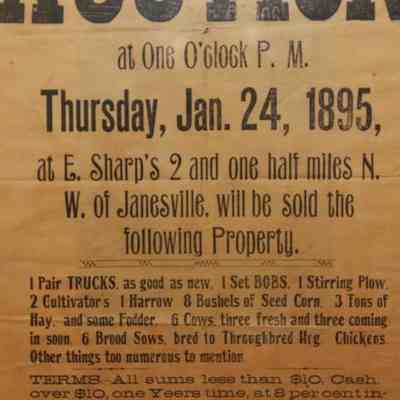 AUCTION
at One O'clock P. M.
Thursday, Jan. 24, 1895,
at E. Sharp's 2 and one half miles N.
W. of Janesville, will be sold the
following Property.
1 Pair TRUCKS, as good as new, 1 Set BOBS, 1 Stirring Plow,
2 Cultivators 1 Harrow 8 Bushels of Seed Corn, 3 Tons of
Hay, and some Fodder, 6 Cows, three fresh and three coming
in soon, 6 Brood Sows, bred to Throughbred Hog, Chickens
Other things too numerous to mention
TERMS—All sums less than $10, Cash,
over $10, one Yeers time, at 8 per cent in-